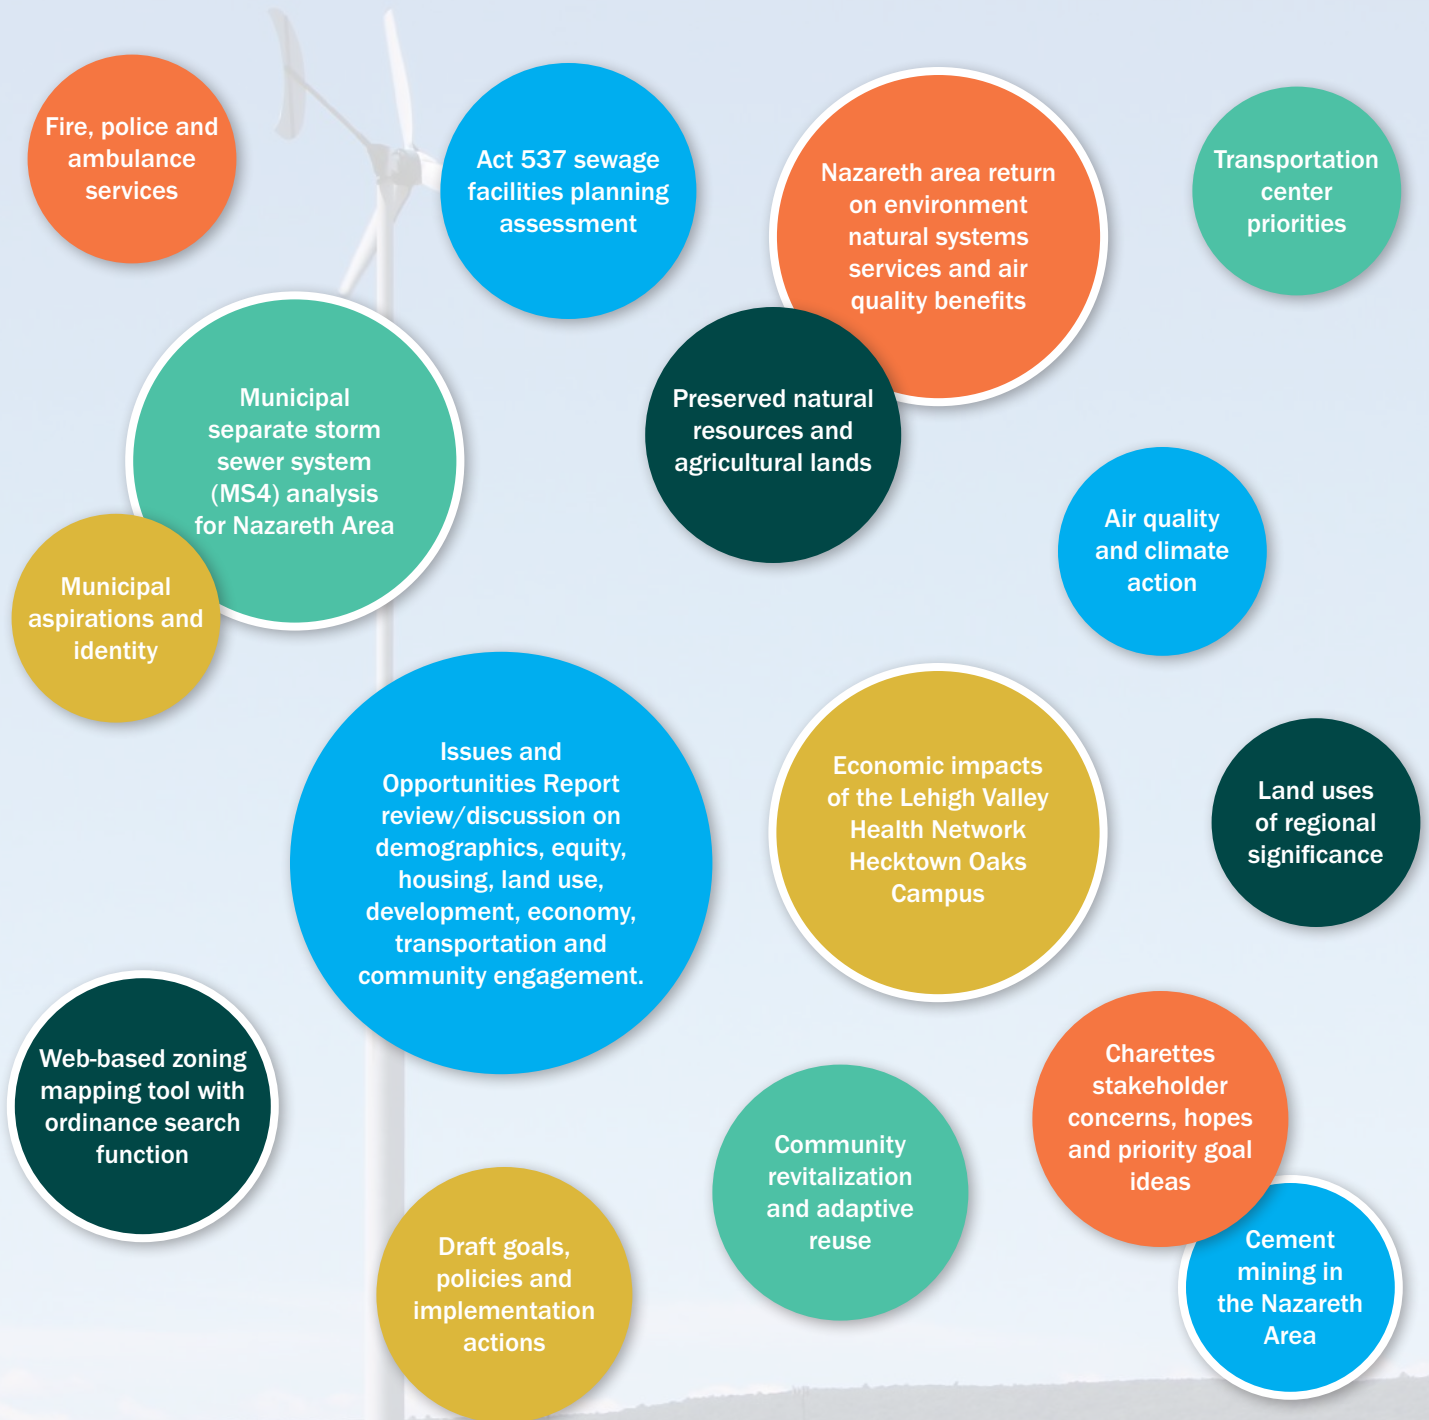 Fire, police and
ambulance
services
Act 537 sewage
facilities planning
assessment
Nazareth area return
on environment
natural systems
services and air
quality benefits
Transportation
center
priorities
Municipal
separate storm
sewer system
(MS4) analysis
for Nazareth Area
Preserved natural
resources and
agricultural lands
Air quality
and climate
action
Municipal
aspirations and
identity
Issues and
Opportunities Report
review/discussion on
demographics, equity,
housing, land use,
development, economy,
transportation and
community engagement.
Economic impacts
of the Lehigh Valley
Health Network
Hecktown Oaks
Campus
Land uses
of regional
significance
Web-based zoning
mapping tool with
ordinance search
function
Charettes
stakeholder
concerns, hopes
and priority goal
ideas
Community
revitalization
and adaptive
reuse
Draft goals,
policies and
implementation
actions
Cement
mining in
the Nazareth
Area